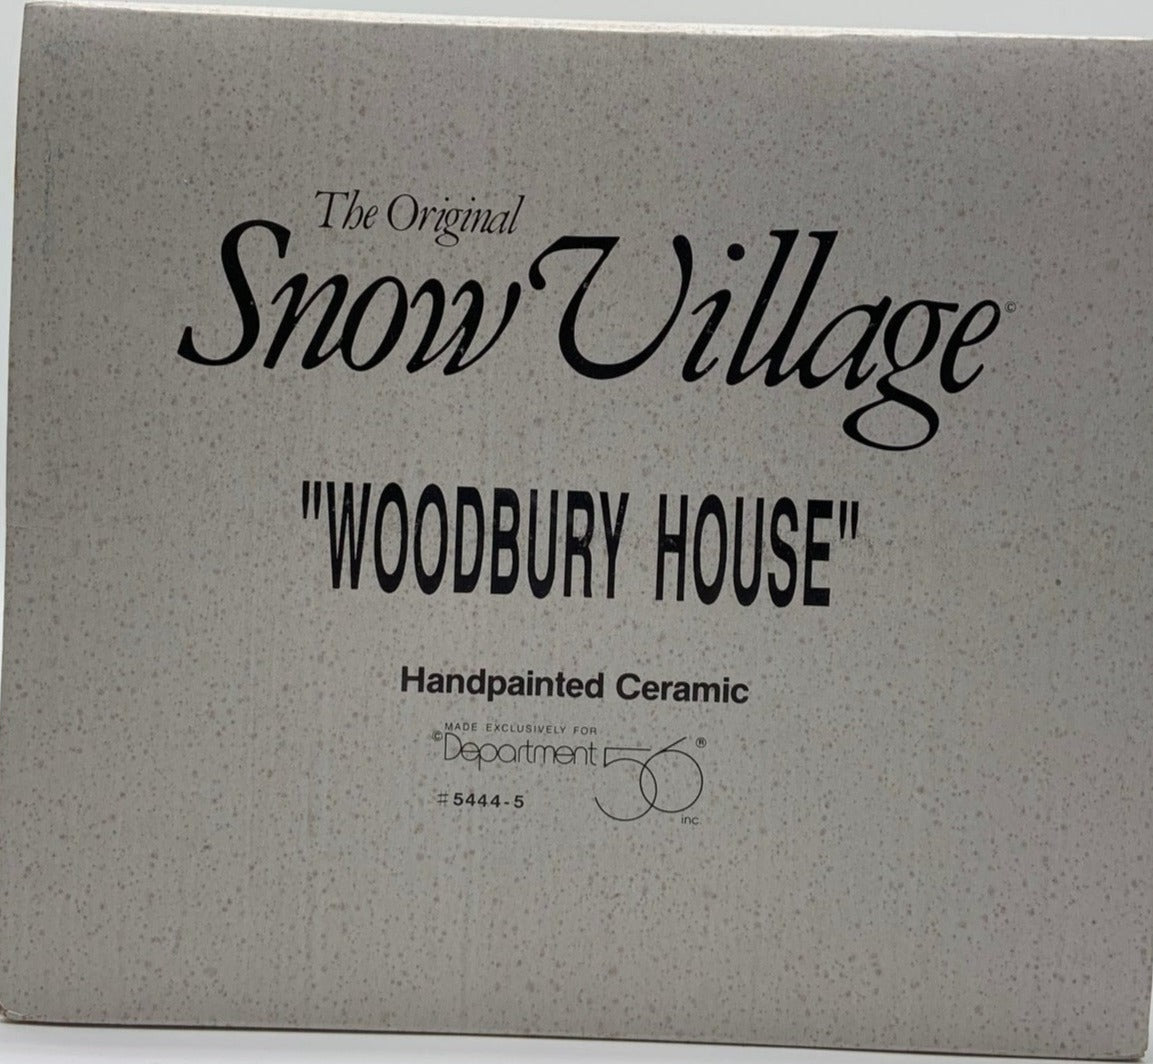 The Original
Snow Village©
"WOODBURY HOUSE"
Handpainted Ceramic
MADE EXCLUSIVELY FOR
©Department 56®
#5444-5
inc.